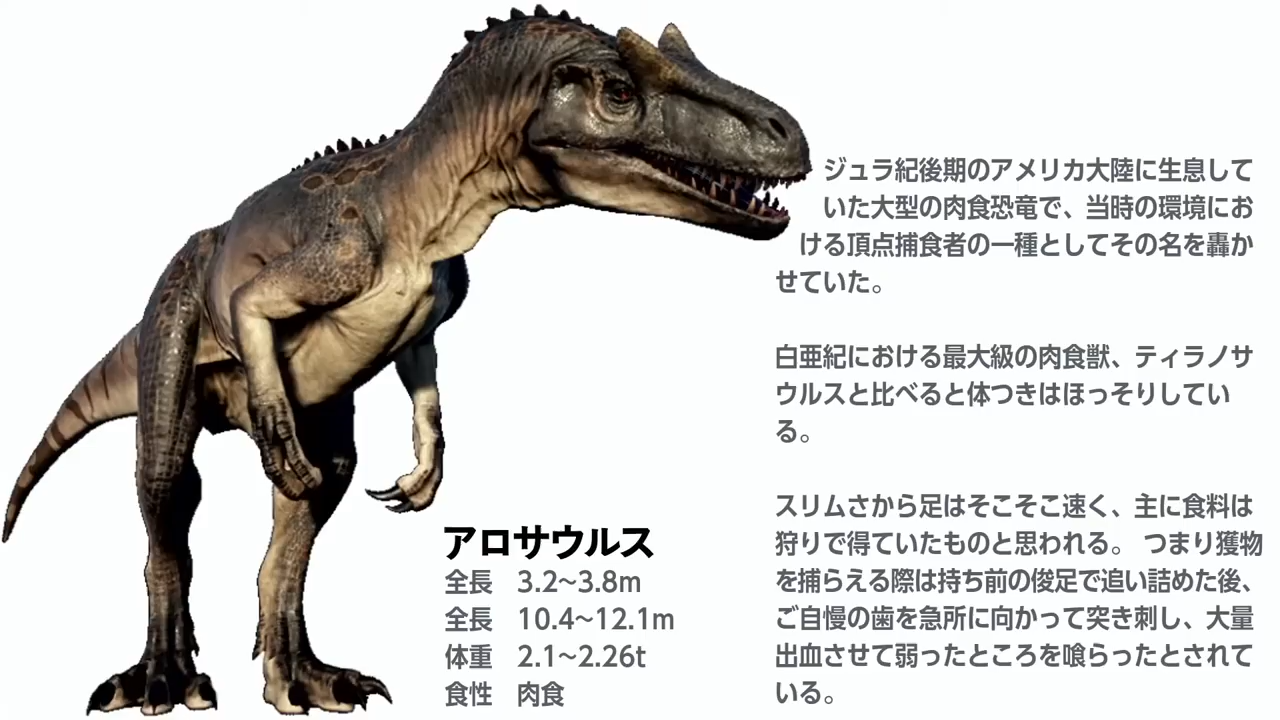 ジュラ紀後期のアメリカ大陸に生息して
いた大型の肉食恐竜で、当時の環境にお
ける頂点捕食者の一種としてその名を轟か
せていた。
白亜紀における最大級の肉食獣、ティラノサ
ウルスと比べると体つきはほっそりしてい
る。
スリムさから足はそこそこ速く、主に食料は
狩りで得ていたものと思われる。 つまり獲物
を捕らえる際は持ち前の俊足で追い詰めた後、
ご自慢の歯を急所に向かって突き刺し、大量
出血させて弱ったところを喰らったとされて
いる。
アロサウルス
全長 3.2~3.8m
全長 10.4~12.1m
体重 2.1~2.26t
食性 肉食